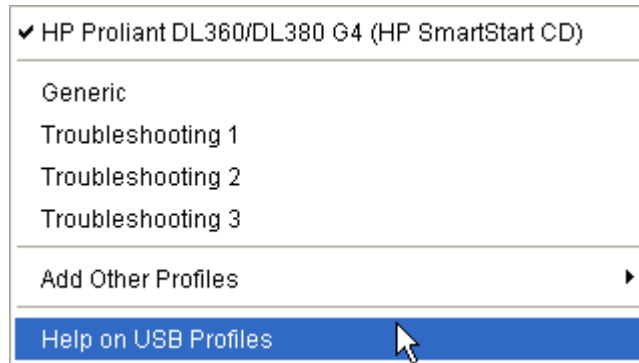 HP Proliant DL360/DL380 G4 (HP SmartStart CD)
Generic
Troubleshooting 1
Troubleshooting 2
Troubleshooting 3
Add Other Profiles
Help on USB Profiles